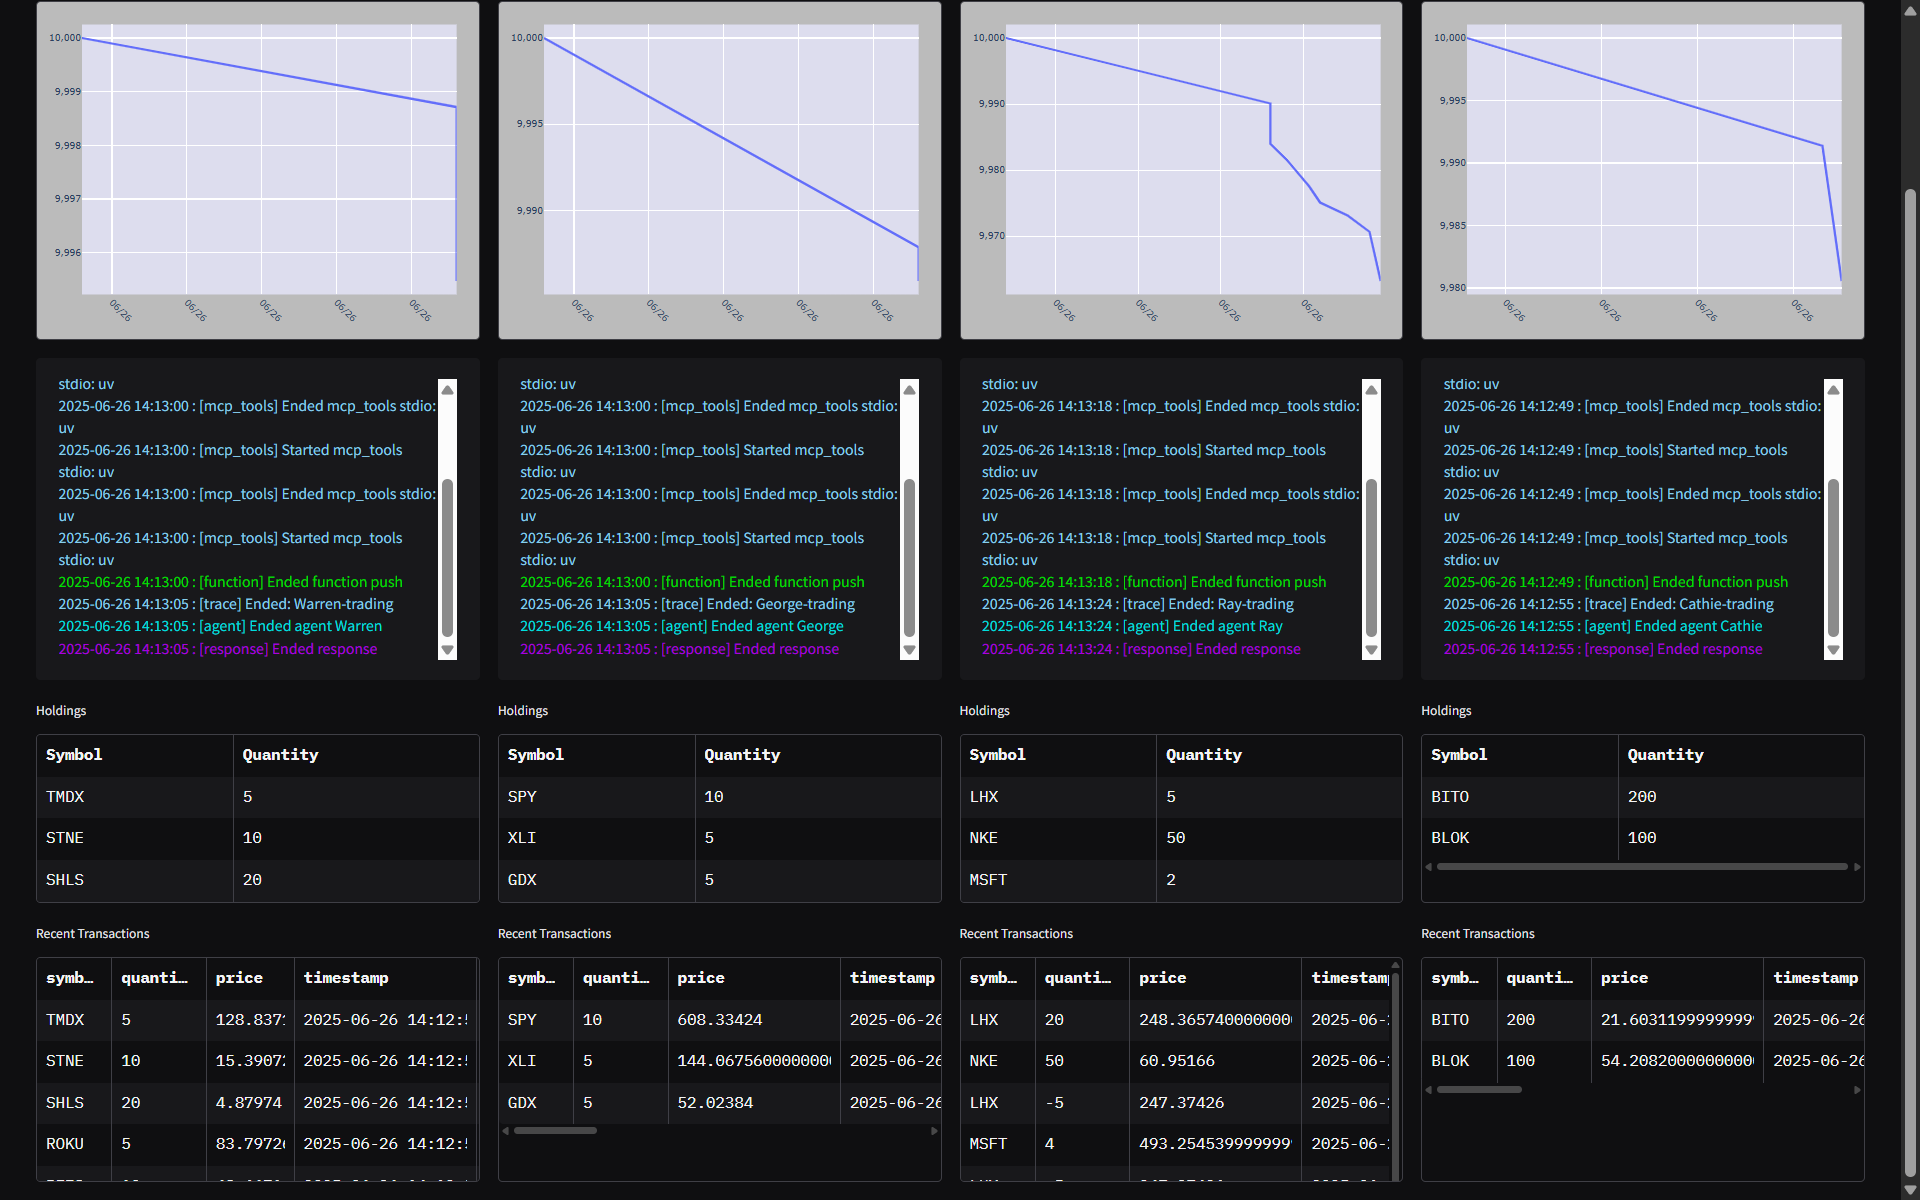 10,000
9,999
9,998
9,997
9,996
06/26
06/26
06/26
06/26
06/26
10,000
9,995
9,990
06/26
06/26
06/26
06/26
06/26
10,000
9,990
9,980
9,970
06/26
06/26
06/26
06/26
10,000
9,995
9,990
9,985
9,980
06/26
06/26
06/26
06/26
stdio: uv
2025-06-26 14:13:00 : [mcp_tools] Ended mcp_tools stdio:
uv
2025-06-26 14:13:00 : [mcp_tools] Started mcp_tools
stdio: uv
2025-06-26 14:13:00 : [mcp_tools] Ended mcp_tools stdio:
uv
2025-06-26 14:13:00 : [mcp_tools] Started mcp_tools
stdio: uv
2025-06-26 14:13:00 : [function] Ended function push
2025-06-26 14:13:05 : [trace] Ended: Warren-trading
2025-06-26 14:13:05 : [agent] Ended agent Warren
2025-06-26 14:13:05 : [response] Ended response
stdio: uv
2025-06-26 14:13:00 : [mcp_tools] Ended mcp_tools stdio:
uv
2025-06-26 14:13:00 : [mcp_tools] Started mcp_tools
stdio: uv
2025-06-26 14:13:00 : [mcp_tools] Ended mcp_tools stdio:
uv
2025-06-26 14:13:00 : [mcp_tools] Started mcp_tools
stdio: uv
2025-06-26 14:13:00 : [function] Ended function push
2025-06-26 14:13:05 : [trace] Ended: George-trading
2025-06-26 14:13:05 : [agent] Ended agent George
2025-06-26 14:13:05 : [response] Ended response
stdio: uv
2025-06-26 14:13:18 : [mcp_tools] Ended mcp_tools stdio:
uv
2025-06-26 14:13:18 : [mcp_tools] Started mcp_tools
stdio: uv
2025-06-26 14:13:18 : [mcp_tools] Ended mcp_tools stdio:
uv
2025-06-26 14:13:18 : [mcp_tools] Started mcp_tools
stdio: uv
2025-06-26 14:13:18 : [function] Ended function push
2025-06-26 14:13:24 : [trace] Ended: Ray-trading
2025-06-26 14:13:24 : [agent] Ended agent Ray
2025-06-26 14:13:24 : [response] Ended response
stdio: uv
2025-06-26 14:12:49 : [mcp_tools] Ended mcp_tools stdio:
uv
2025-06-26 14:12:49 : [mcp_tools] Started mcp_tools
stdio: uv
2025-06-26 14:12:49 : [mcp_tools] Ended mcp_tools stdio:
uv
2025-06-26 14:12:49 : [mcp_tools] Started mcp_tools
stdio: uv
2025-06-26 14:12:49 : [function] Ended function push
2025-06-26 14:12:55 : [trace] Ended: Cathie-trading
2025-06-26 14:12:55 : [agent] Ended agent Cathie
2025-06-26 14:12:55 : [response] Ended response
Holdings
Symbol Quantity
TMDX 5
STNE 10
SHLS 20
Holdings
Symbol Quantity
SPY 10
XLI 5
GDX 5
Holdings
Symbol Quantity
LHX 5
NKE 50
MSFT 2
Holdings
Symbol Quantity
BITO 200
BLOK 100
Recent Transactions
symb… quanti… price timestamp
TMDX 5 128.837 2025-06-26 14:12:
STNE 10 15.3907 2025-06-26 14:12:
SHLS 20 4.87974 2025-06-26 14:12:
ROKU 5 83.7972 2025-06-26 14:12:
Recent Transactions
symb… quanti… price timestamp
SPY 10 608.33424 2025-06-26
XLI 5 144.067560000000 2025-06-26
GDX 5 52.02384 2025-06-26
Recent Transactions
symb… quanti… price timestamp
LHX 20 248.365740000000 2025-06-
NKE 50 60.95166 2025-06-
LHX -5 247.37426 2025-06-
MSFT 4 493.254539999999 2025-06-
Recent Transactions
symb… quanti… price timestamp
BITO 200 21.6031199999999 2025-06-26
BLOK 100 54.2082000000000 2025-06-26